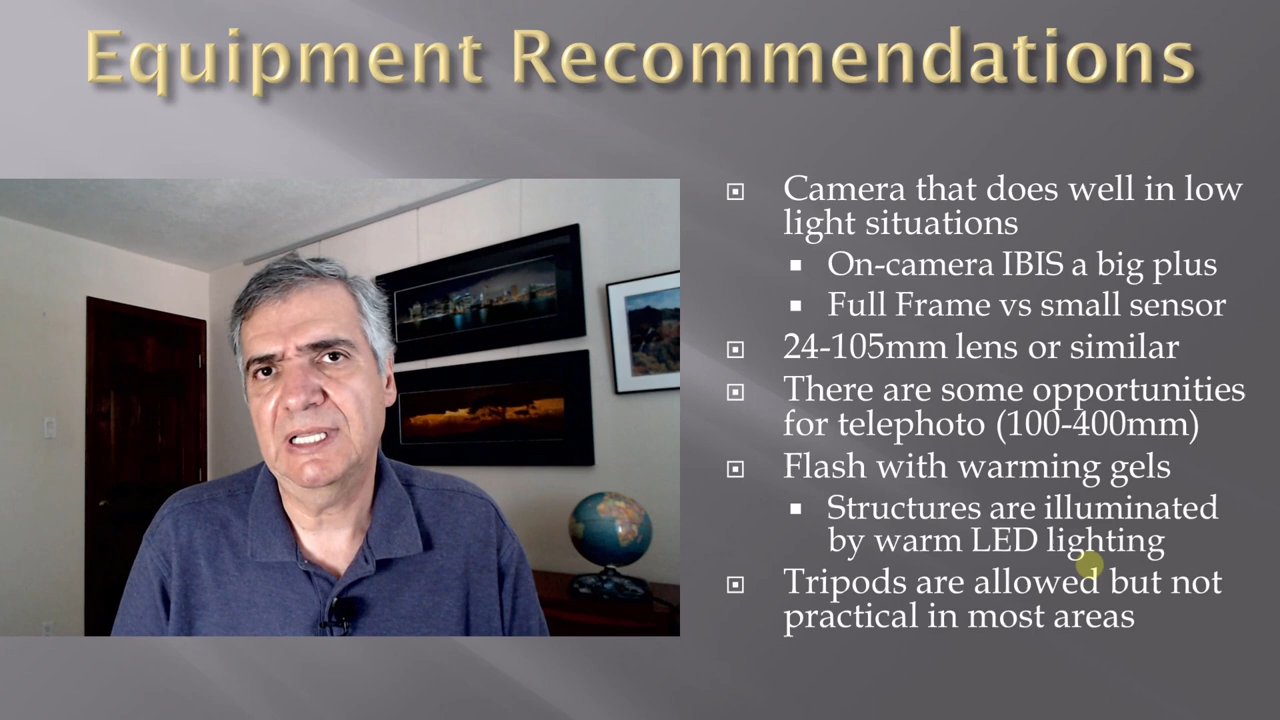 Equipment Recommendations
Camera that does well in low
light situations
On-camera IBIS a big plus
Full Frame vs small sensor
24-105mm lens or similar
There are some opportunities
for telephoto (100-400mm)
Flash with warming gels
Structures are illuminated
by warm LED lighting
Tripods are allowed but not
practical in most areas